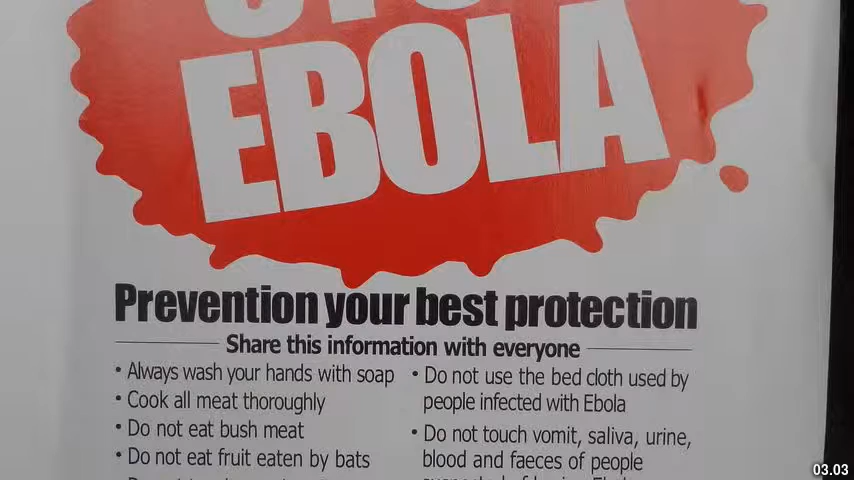 EBOLA
Prevention your best protection
Share this information with everyone
• Always wash your hands with soap
• Cook all meat thoroughly
• Do not eat bush meat
• Do not eat fruit eaten by bats
• Do not use the bed cloth used by
people infected with Ebola
• Do not touch vomit, saliva, urine,
blood and faeces of people
03.03